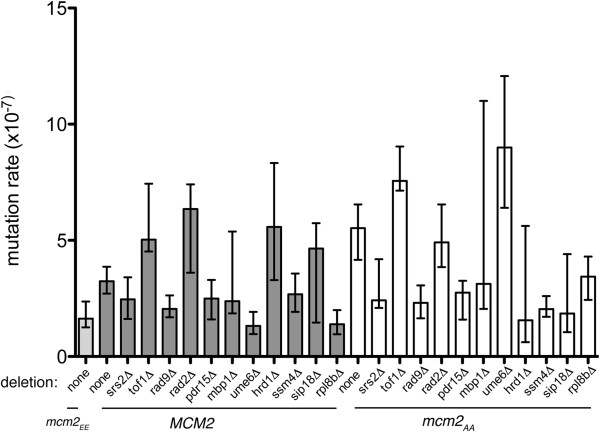 15
10
5
0
mutation rate (x10-7)
deletion: none none srs2Δ tof1Δ rad9Δ rad2Δ pdr15Δ mbp1Δ ume6Δ hrd1Δ ssm4Δ sip18Δ rpl8bΔ none srs2Δ tof1Δ rad9Δ rad2Δ pdr15Δ mbp1Δ ume6Δ hrd1Δ ssm4Δ sip18Δ rpl8bΔ
mcm2EE MCM2 mcm2AA